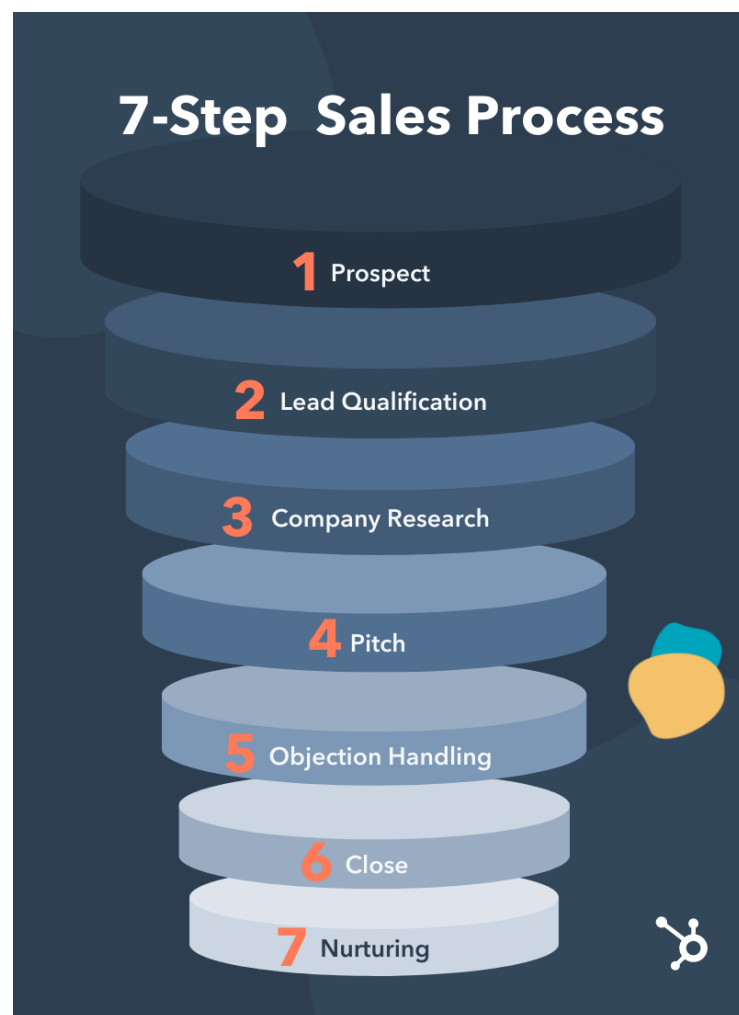 7-Step Sales Process
1 Prospect
2 Lead Qualification
3 Company Research
4 Pitch
5 Objection Handling
6 Close
7 Nurturing